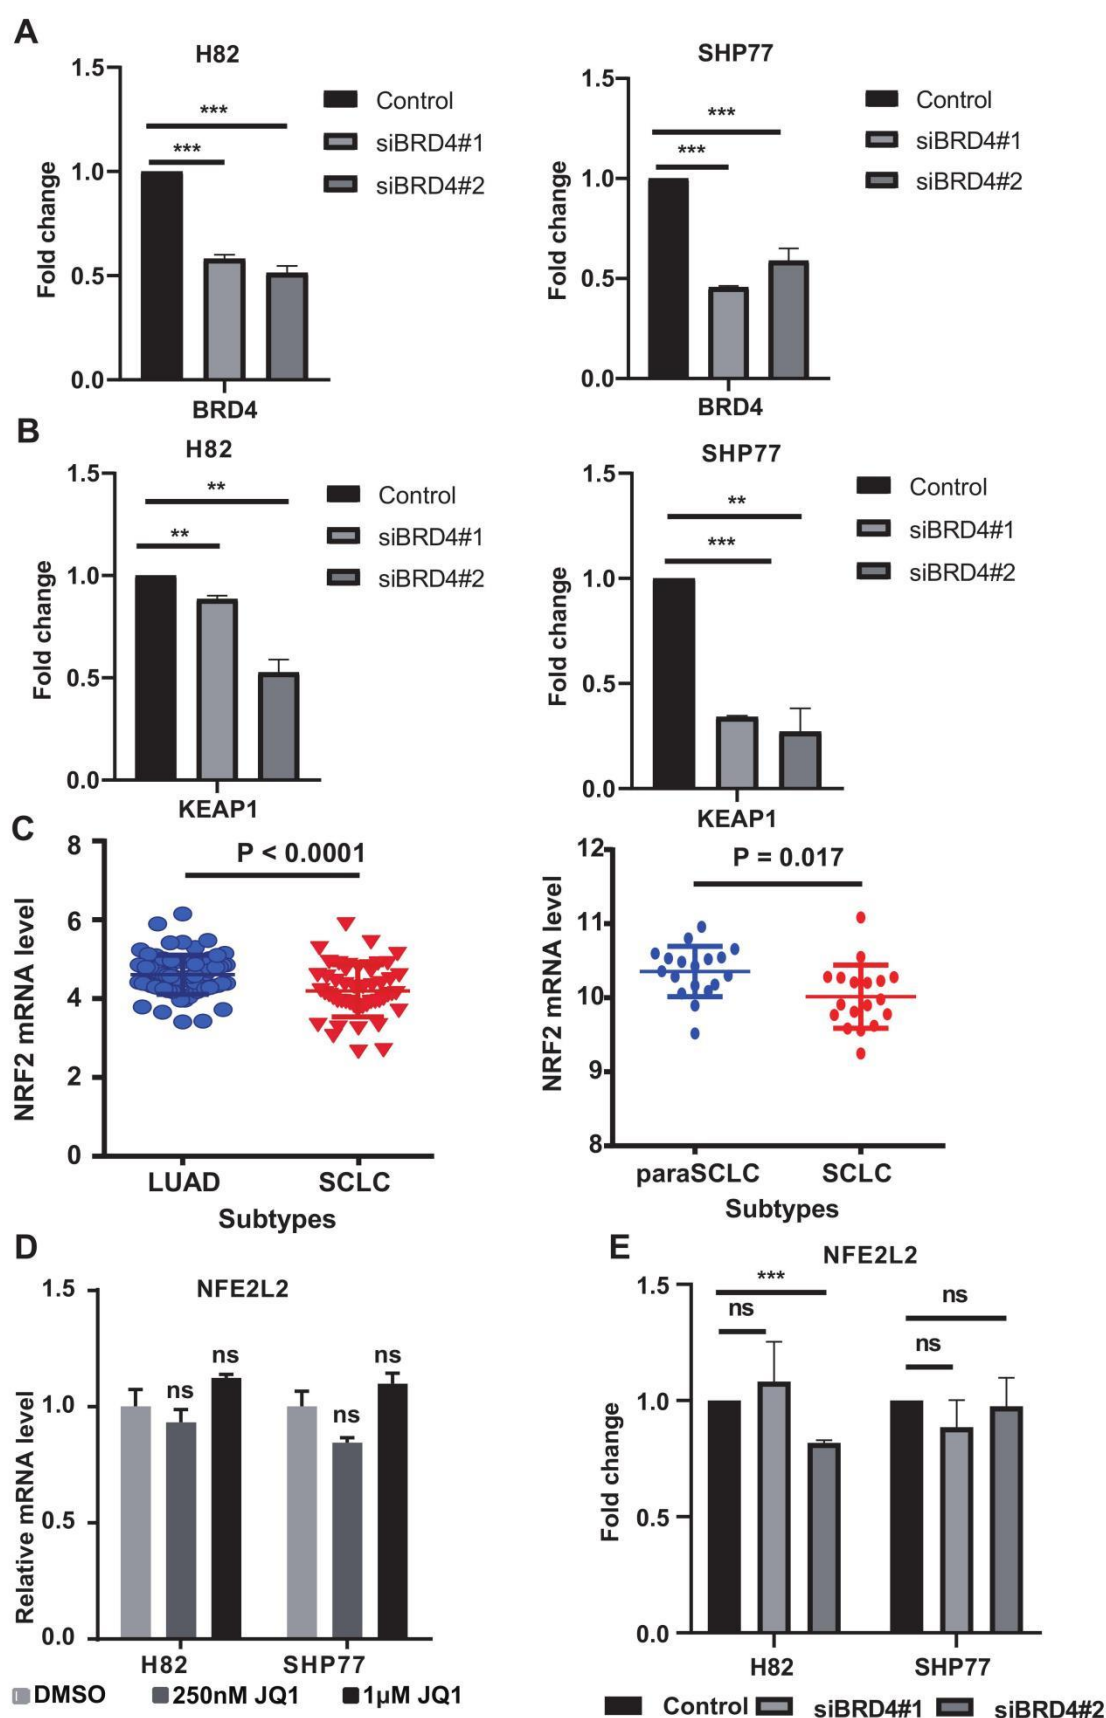 A
H82
1.5
1.0
0.5
0.0
Fold change
***
***
BRD4
Control
siBRD4#1
siBRD4#2
SHP77
1.5
1.0
0.5
0.0
Fold change
***
***
BRD4
Control
siBRD4#1
siBRD4#2
B
H82
1.5
1.0
0.5
0.0
Fold change
**
**
KEAP1
Control
siBRD4#1
siBRD4#2
SHP77
1.5
1.0
0.5
0.0
Fold change
**
***
KEAP1
Control
siBRD4#1
siBRD4#2
C
8
6
4
2
0
NRF2 mRNA level
P < 0.0001
LUAD SCLC
Subtypes
12
11
10
9
8
NRF2 mRNA level
P = 0.017
paraSCLC SCLC
Subtypes
D
NFE2L2
1.5
1.0
0.5
0.0
Relative mRNA level
ns
ns
ns
ns
H82 SHP77
DMSO 250nM JQ1 1µM JQ1
E
NFE2L2
1.5
1.0
0.5
0.0
Fold change
***
ns
ns
ns
H82 SHP77
Control siBRD4#1 siBRD4#2